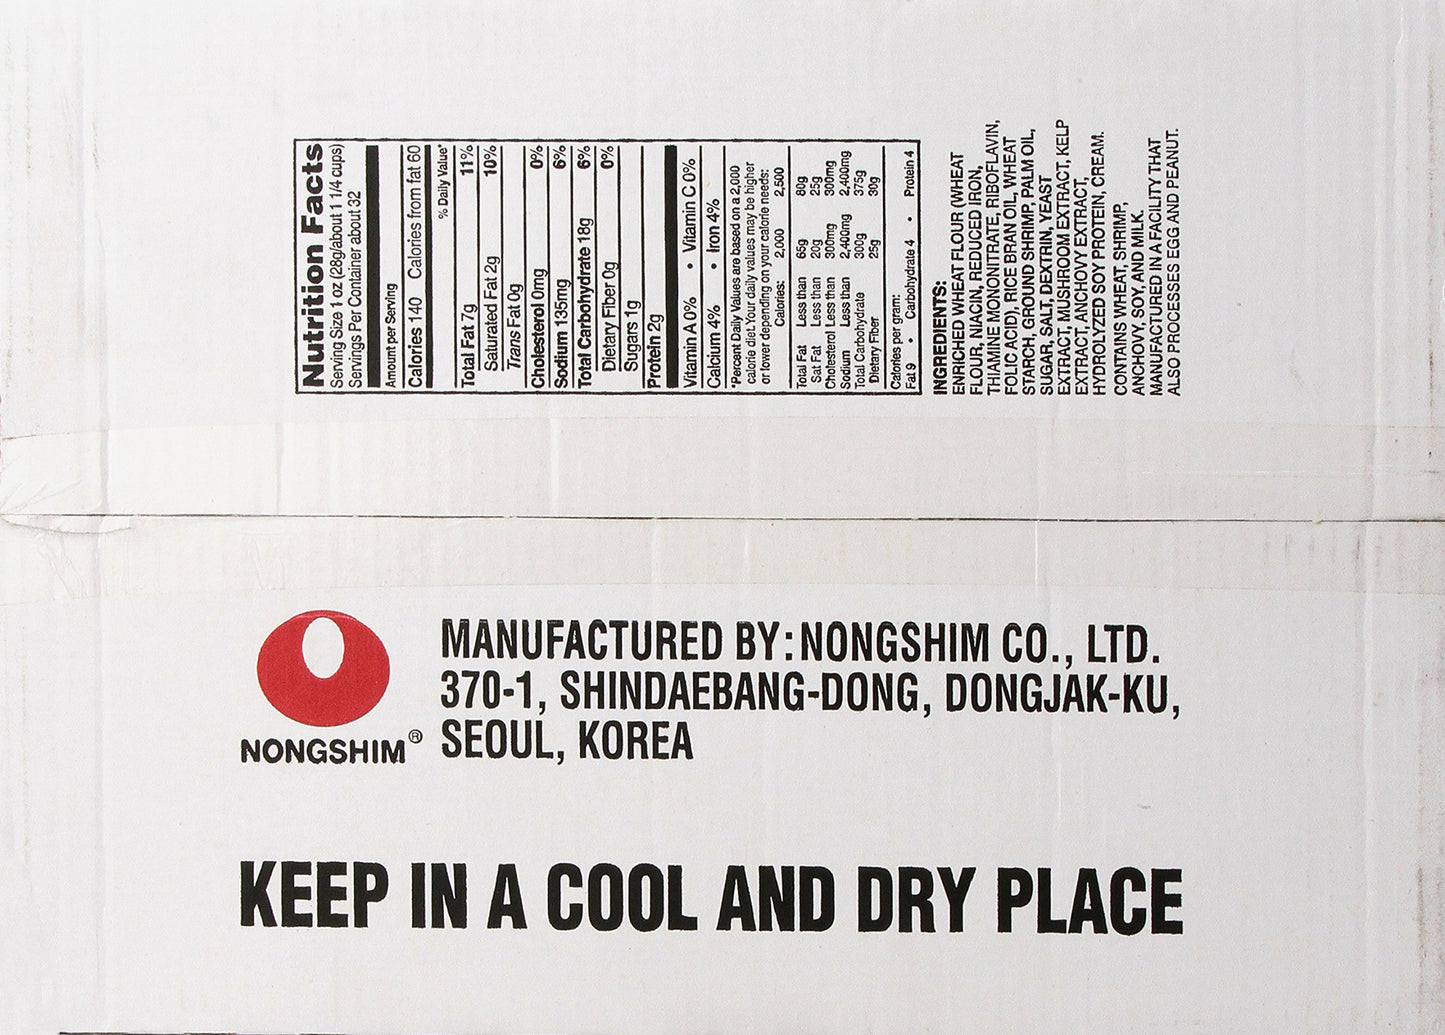 Nutrition Facts
Serving Size 1 oz (28g/about 1 1/4 cups)
Servings Per Container about 32
Amount per Serving
Calories 140 Calories from fat 60
% Daily Value*
Total Fat 7g 11%
Saturated Fat 2g 10%
Trans Fat 0g
Cholesterol 0mg 0%
Sodium 135mg 6%
Total Carbohydrate 18g 6%
Dietary Fiber 0g 0%
Sugars 1g
Protein 2g
Vitamin A 0% • Vitamin C 0%
Calcium 4% • Iron 4%
*Percent Daily Values are based on a 2,000
calorie diet.Your daily values may be higher
or lower depending on your calorie needs:
Calories: 2,000 2,500
Total Fat Less than 65g 80g
Sat Fat Less than 20g 25g
Cholesterol Less than 300mg 300mg
Sodium Less than 2,400mg 2,400mg
Total Carbohydrate 300g 375g
Dietary Fiber 25g 30g
Calories per gram:
Fat 9 • Carbohydrate 4 • Protein 4
INGREDIENTS:
ENRICHED WHEAT FLOUR (WHEAT
FLOUR, NIACIN, REDUCED IRON,
THIAMINE MONONITRATE, RIBOFLAVIN,
FOLIC ACID), RICE BRAN OIL, WHEAT
STARCH, GROUND SHRIMP, PALM OIL,
SUGAR, SALT, DEXTRIN, YEAST
EXTRACT, MUSHROOM EXTRACT, KELP
EXTRACT, ANCHOVY EXTRACT,
HYDROLYZED SOY PROTEIN, CREAM.
CONTAINS WHEAT, SHRIMP,
ANCHOVY, SOY, AND MILK.
MANUFACTURED IN A FACILITY THAT
ALSO PROCESSES EGG AND PEANUT.
NONGSHIM®
MANUFACTURED BY: NONGSHIM CO., LTD.
370-1, SHINDAEBANG-DONG, DONGJAK-KU,
SEOUL, KOREA
KEEP IN A COOL AND DRY PLACE